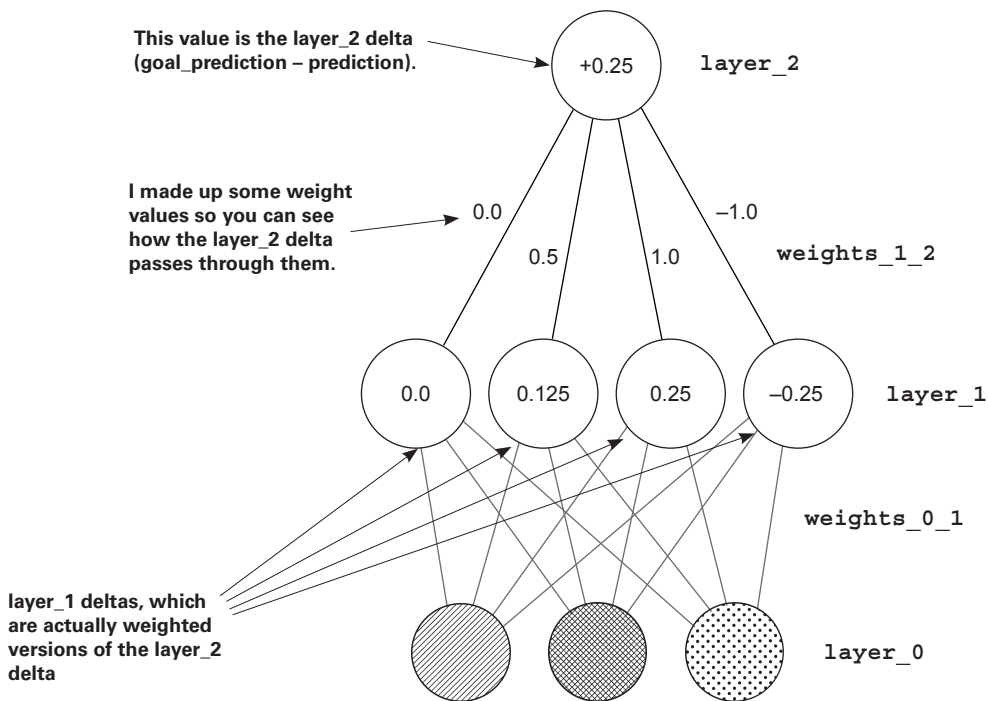 This value is the layer_2 delta
(goal_prediction – prediction).
+0.25
layer_2
I made up some weight
values so you can see
how the layer_2 delta
passes through them.
0.0
0.5
1.0
–1.0
weights_1_2
0.0
0.125
0.25
–0.25
layer_1
weights_0_1
layer_1 deltas, which
are actually weighted
versions of the layer_2
delta
layer_0